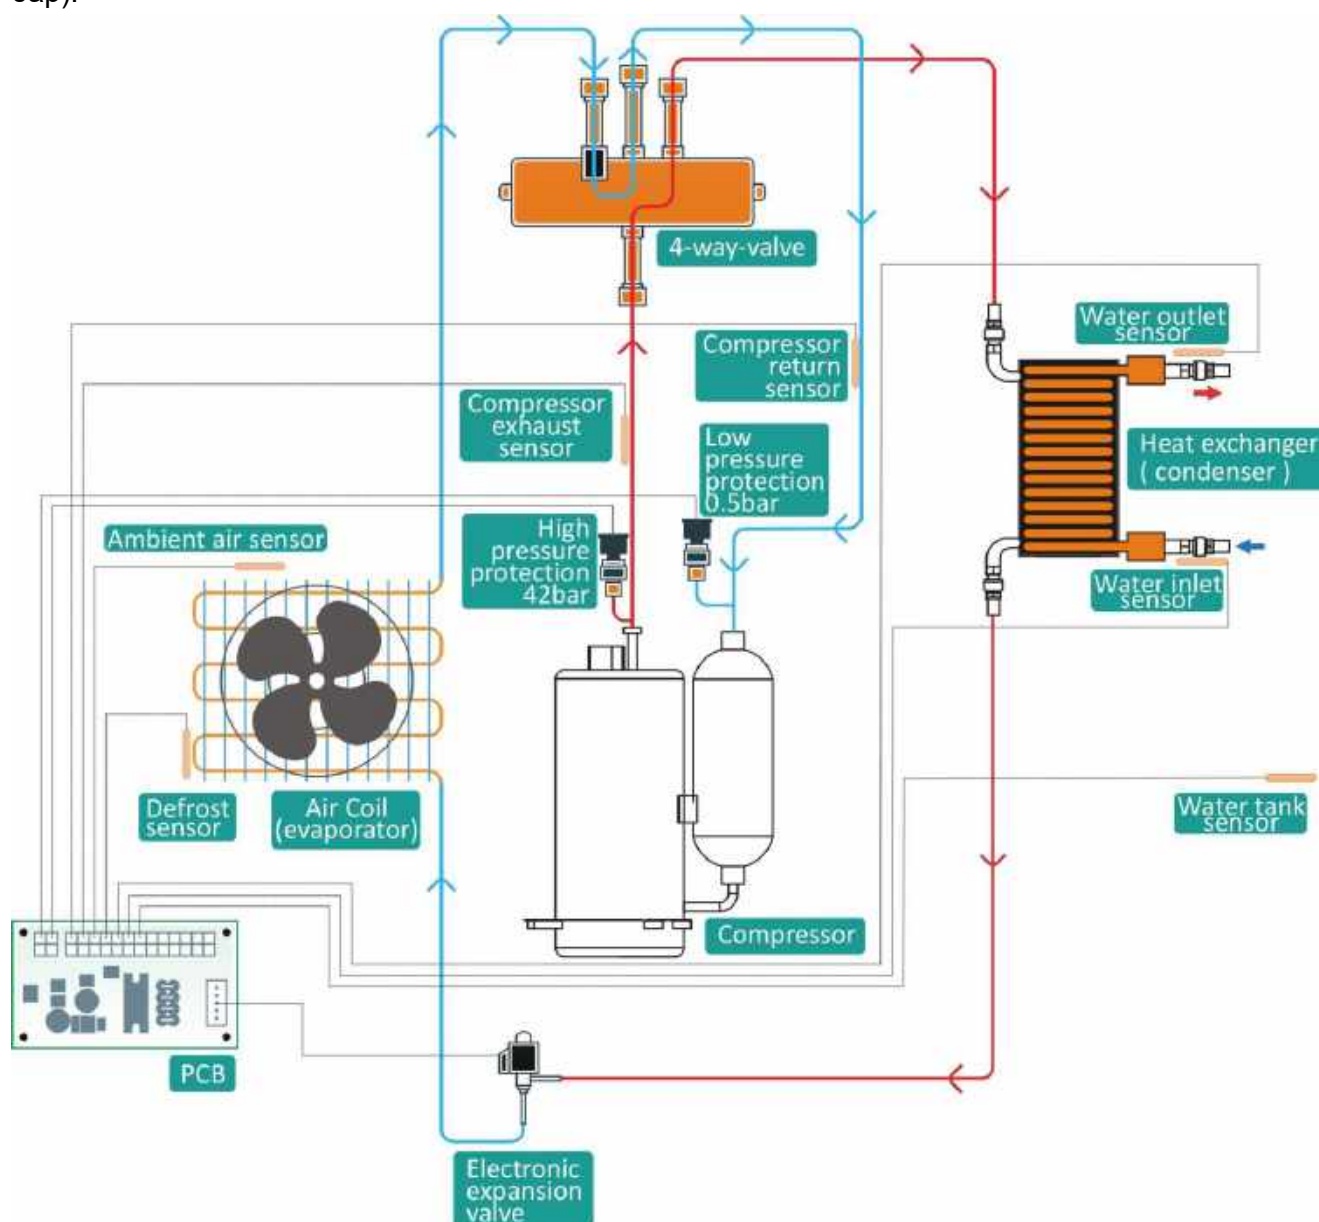 cap).
4-way-valve
Water outlet
sensor
Compressor
return
sensor
Compressor
exhaust
sensor
Low
pressure
protection
0.5bar
Heat exchanger
( condenser )
High
pressure
protection
42bar
Ambient air sensor
Water inlet
sensor
Defrost
sensor
Air Coil
(evaporator)
Water tank
sensor
Compressor
PCB
Electronic
expansion
valve